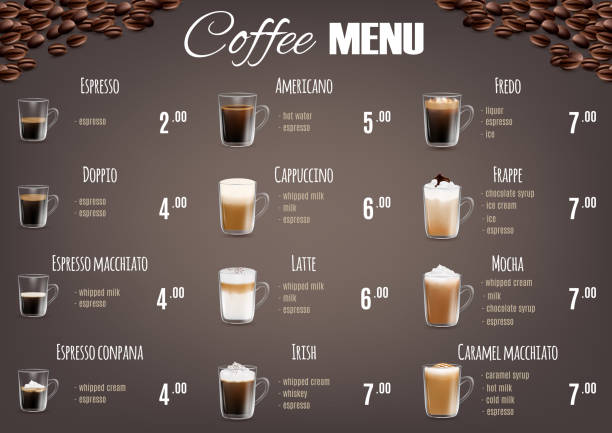 Coffee MENU
ESPRESSO
- espresso
2.00
AMERICANO
- hot water
- espresso
5.00
FREDO
- liquor
- espresso
- ice
7.00
DOPPIO
- espresso
- espresso
4.00
CAPPUCCINO
- whipped milk
- milk
- espresso
6.00
FRAPPE
- chocolate syrup
- ice cream
- ice
- espresso
7.00
ESPRESSO MACCHIATO
- whipped milk
- espresso
4.00
LATTE
- whipped milk
- milk
- espresso
6.00
MOCHA
- whipped cream
- milk
- chocolate syrup
- espresso
7.00
ESPRESSO CONPANA
- whipped cream
- espresso
4.00
IRISH
- whipped cream
- whiskey
- espresso
7.00
CARAMEL MACCHIATO
- caramel syrup
- hot milk
- cold milk
- espresso
7.00